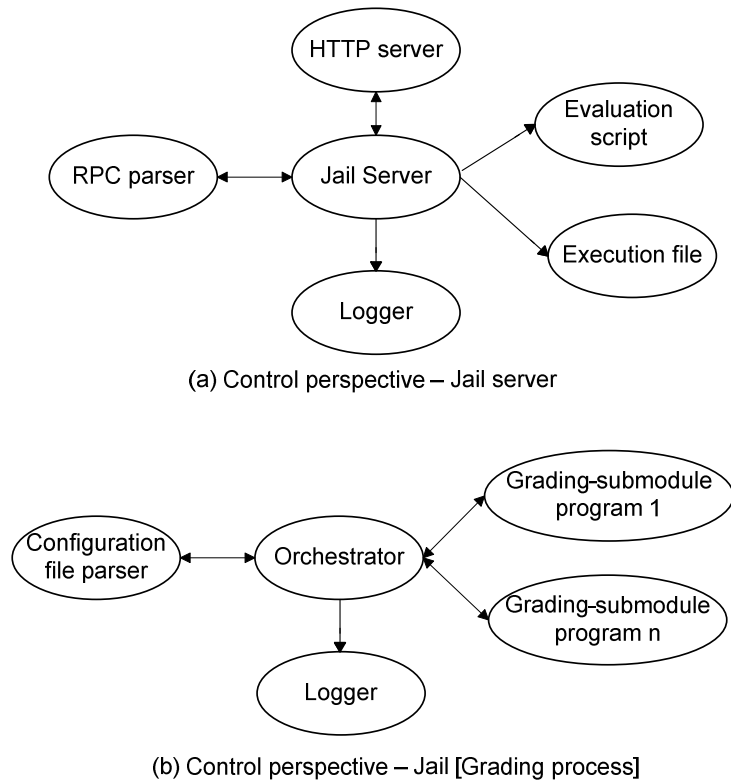 HTTP server
Evaluation
script
RPC parser
Jail Server
Execution file
Logger
(a) Control perspective – Jail server
Grading-submodule
program 1
Configuration
file parser
Orchestrator
Grading-submodule
program n
Logger
(b) Control perspective – Jail [Grading process]